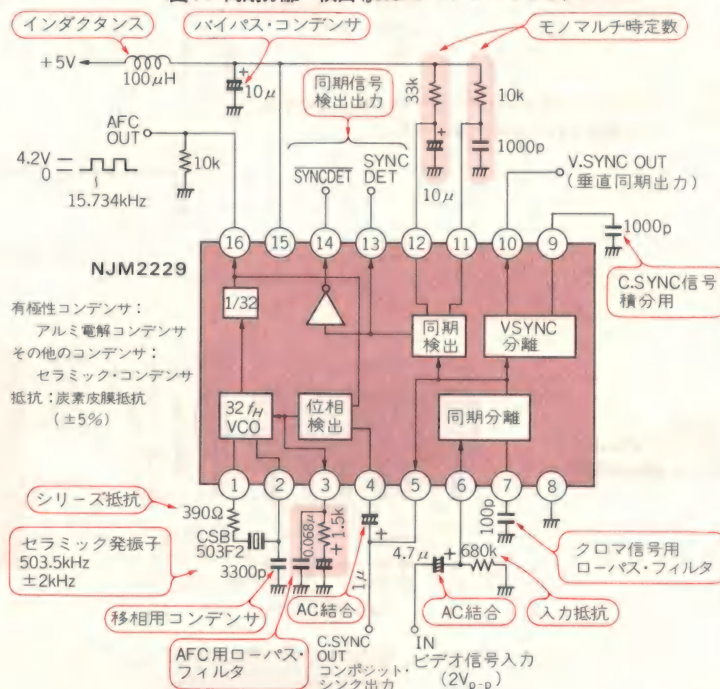 インダクタンス
バイパス・コンデンサ
モノマルチ時定数
+5V
100μH
+
10μ
同期信号
検出出力
33k
10k
AFC
OUT
10k
4.2V
0
15.734kHz
SYNCDET
SYNC
DET
+
10μ
1000p
V.SYNC OUT
(垂直同期出力)
1000p
C.SYNC信号
積分用
16
15
14
13
12
11
10
9
NJM2229
有極性コンデンサ：
アルミ電解コンデンサ
その他のコンデンサ：
セラミック・コンデンサ
抵抗：炭素皮膜抵抗
(±5%)
1/32
同期
検出
VSYNC
分離
32fH
VCO
位相
検出
同期分離
1
2
3
4
5
6
7
8
シリーズ抵抗
390Ω
CSB
503F2
セラミック発振子
503.5kHz
±2kHz
3300p
0.068μ
1.5k
+
1μ
4.7μ
+
680k
100p
クロマ信号用
ローパス・フィルタ
移相用コンデンサ
AC結合
AC結合
入力抵抗
AFC用ローパス・
フィルタ
C.SYNC
OUT
コンポジット・
シンク出力
IN
ビデオ信号入力
(2Vp-p)